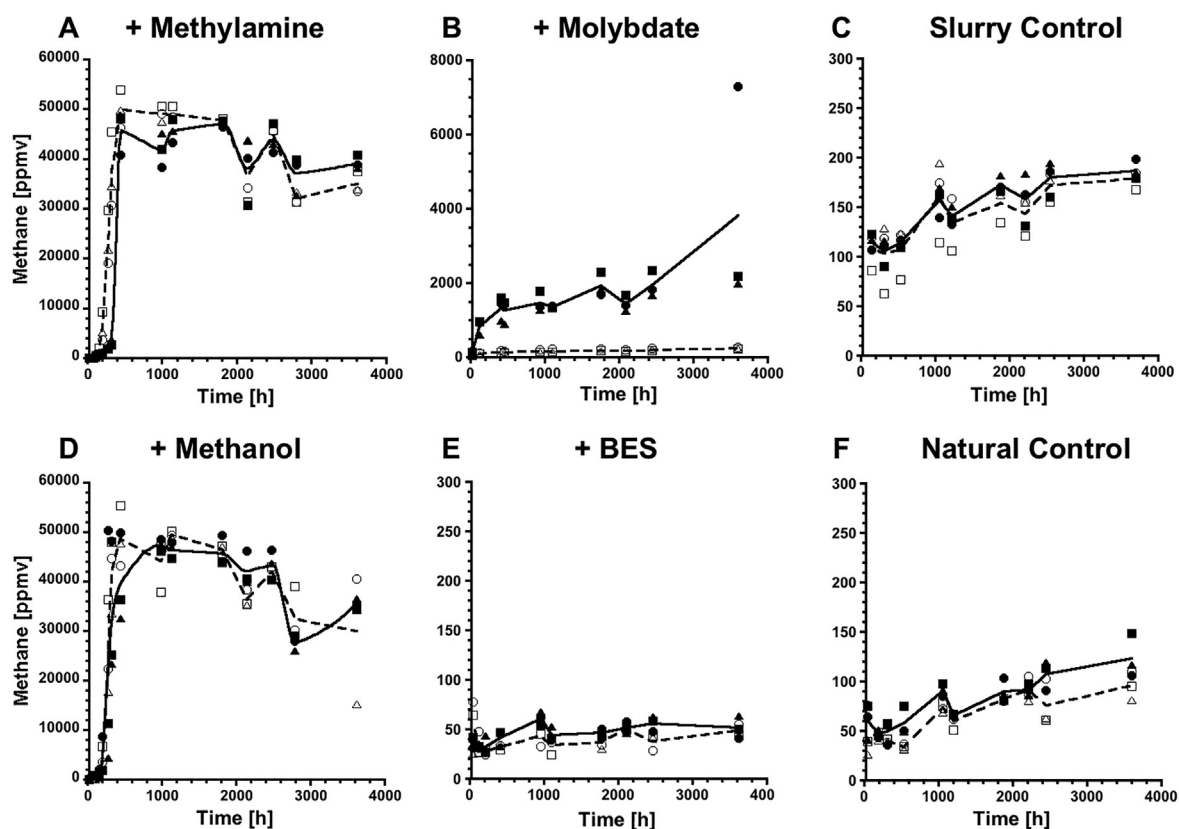 A + Methylamine
B + Molybdate
C Slurry Control
Methane [ppmv]
60000
50000
40000
30000
20000
10000
0
0 1000 2000 3000 4000
Time [h]
8000
6000
4000
2000
0
0 1000 2000 3000 4000
Time [h]
300
250
200
150
100
50
0
0 1000 2000 3000 4000
Time [h]
D + Methanol
E + BES
F Natural Control
Methane [ppmv]
60000
50000
40000
30000
20000
10000
0
0 1000 2000 3000 4000
Time [h]
300
250
200
150
100
50
0
0 1000 2000 3000 4000
Time [h]
300
250
200
150
100
50
0
0 1000 2000 3000 4000
Time [h]